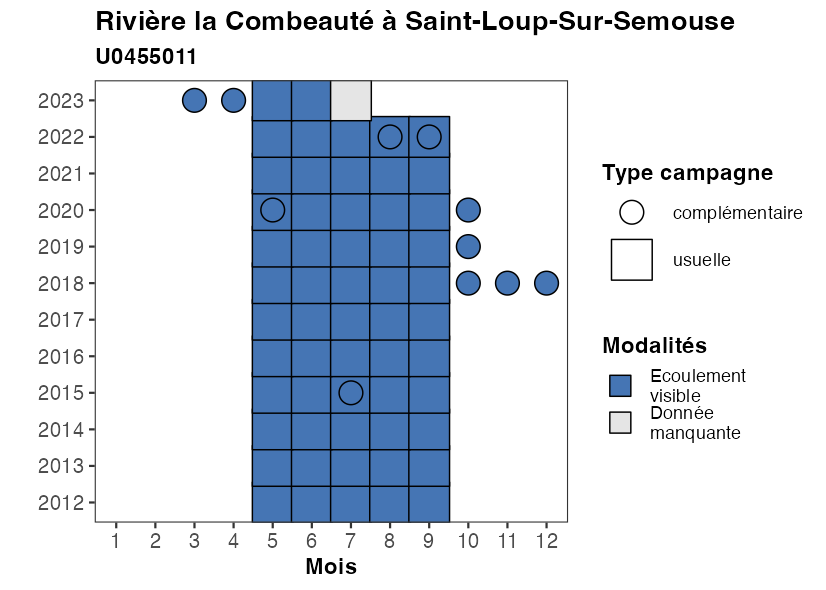 Rivière la Combeauté à Saint-Loup-Sur-Semouse
U0455011
2023
2022
2021
2020
2019
2018
2017
2016
2015
2014
2013
2012
1 2 3 4 5 6 7 8 9 10 11 12
Mois
Type campagne
complémentaire
usuelle
Modalités
Ecoulement
visible
Donnée
manquante